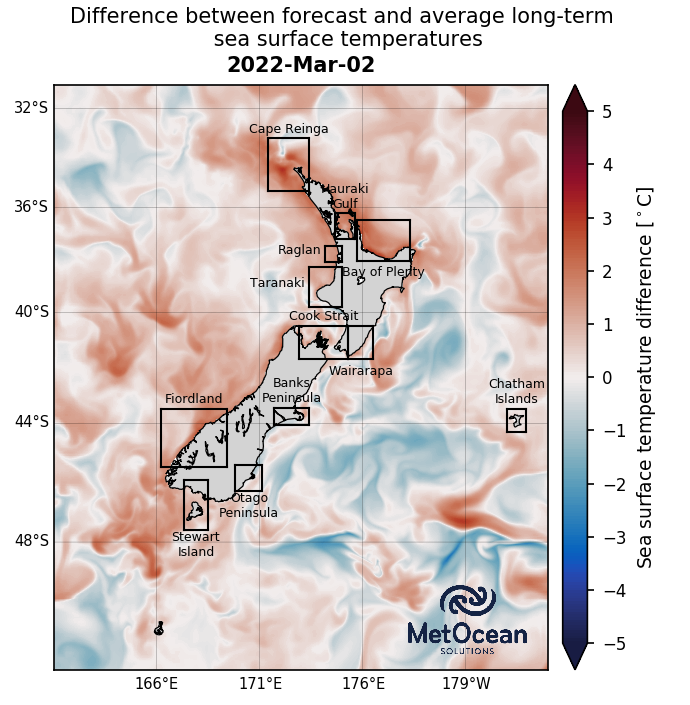 Difference between forecast and average long-term
sea surface temperatures
2022-Mar-02
32°S
36°S
40°S
44°S
48°S
Cape Reinga
Hauraki
Gulf
Raglan
Bay of Plenty
Taranaki
Cook Strait
Wairarapa
Banks
Peninsula
Chatham
Islands
Fiordland
Otago
Peninsula
Stewart
Island
MetOcean
SOLUTIONS
166°E
171°E
176°E
179°W
5
4
3
2
1
0
−1
−2
−3
−4
−5
Sea surface temperature difference [°C]